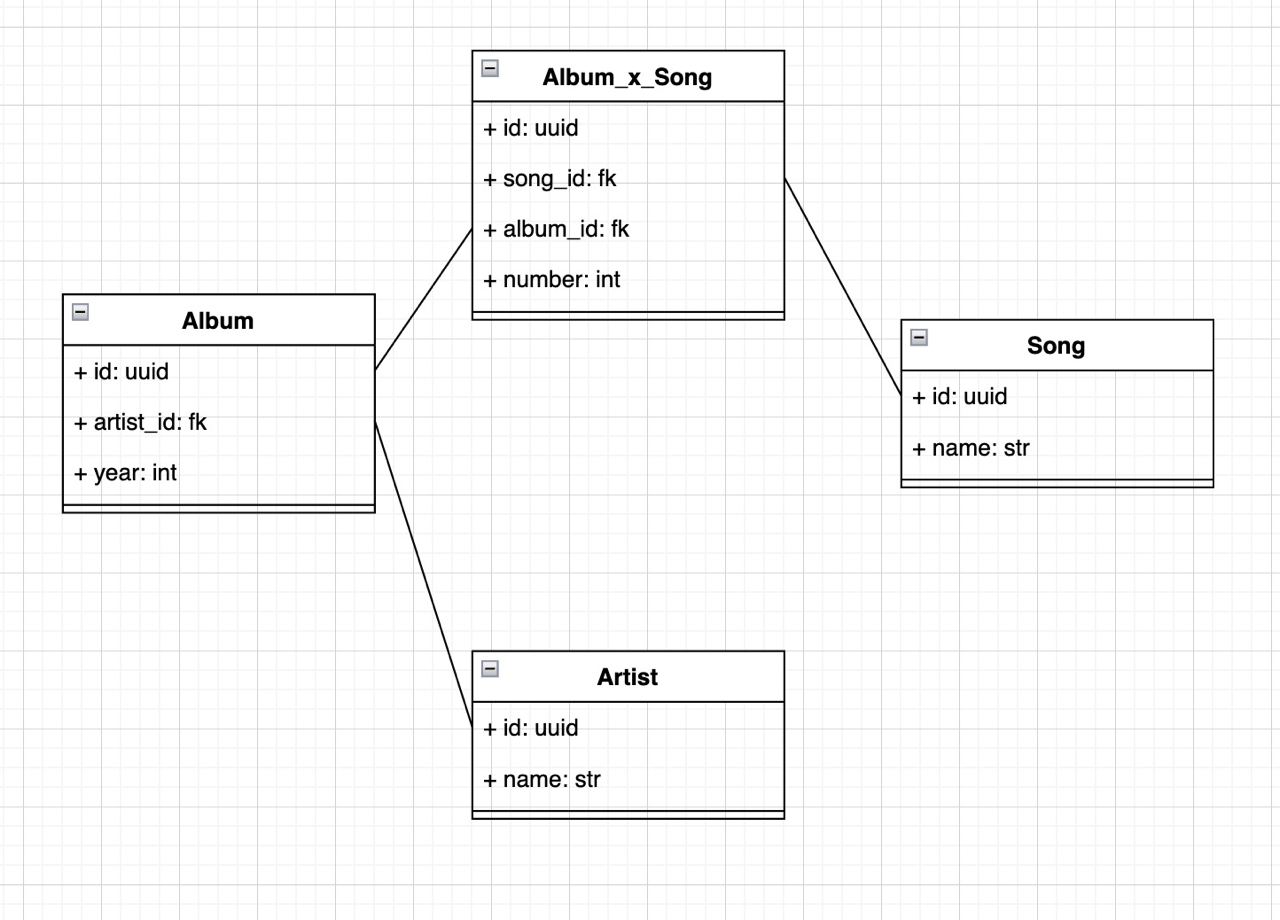 Album_x_Song
+ id: uuid
+ song_id: fk
+ album_id: fk
+ number: int
Album
+ id: uuid
+ artist_id: fk
+ year: int
Song
+ id: uuid
+ name: str
Artist
+ id: uuid
+ name: str